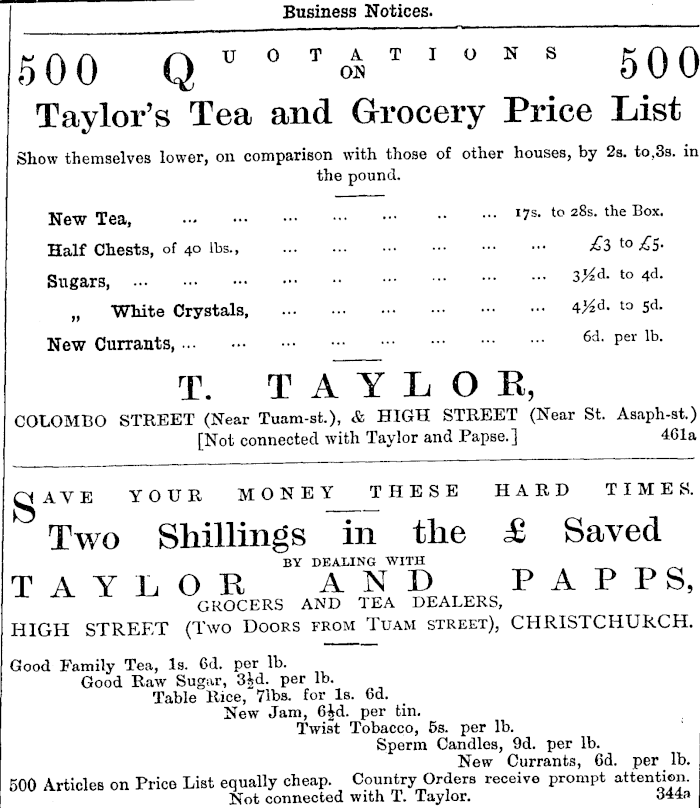 Business Notices.
500 QUOTATIONS 500
ON
Taylor's Tea and Grocery Price List
Show themselves lower, on comparison with those of other houses, by 2s. to 3s. in
the pound.
New Tea, ... ... ... ... ... .. ... 17s. to 28s. the Box.
Half Chests, of 40 lbs., ... ... ... ... ... ... £3 to £5.
Sugars, ... ... ... ... .. ... ... ... ... 3½d. to 4d.
„ White Crystals, ... ... ... ... ... ... 4½d. to 5d.
New Currants, ... ... ... ... ... ... ... ... 6d. per lb.
T. TAYLOR,
COLOMBO STREET (Near Tuam-st.), & HIGH STREET (Near St. Asaph-st.)
[Not connected with Taylor and Papse.] 461a
SAVE YOUR MONEY THESE HARD TIMES.
Two Shillings in the £ Saved
BY DEALING WITH
TAYLOR AND PAPPS,
GROCERS AND TEA DEALERS,
HIGH STREET (Two Doors from Tuam street), CHRISTCHURCH.
Good Family Tea, 1s. 6d. per lb.
Good Raw Sugar, 3½d. per lb.
Table Rice, 7lbs. for 1s. 6d.
New Jam, 6½d. per tin.
Twist Tobacco, 5s. per lb.
Sperm Candles, 9d. per lb.
New Currants, 6d. per lb.
500 Articles on Price List equally cheap. Country Orders receive prompt attention.
Not connected with T. Taylor. 344a